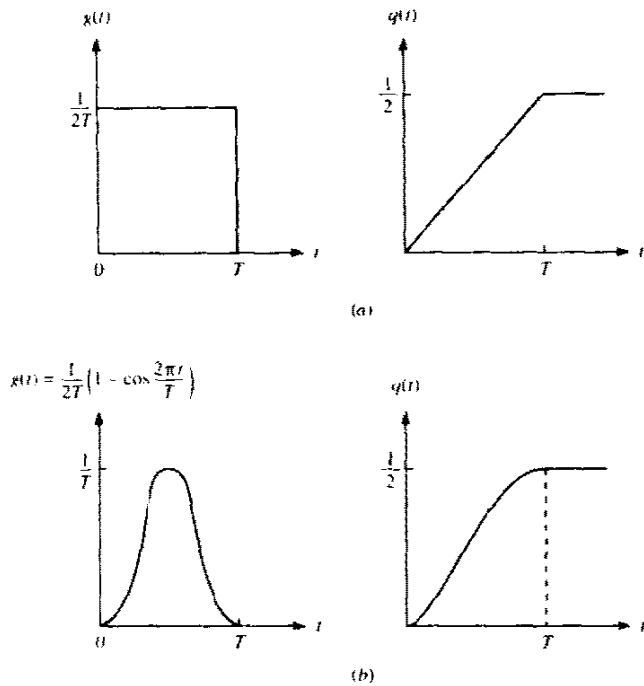 g(t)
q(t)
1/2T
1/2
0 T t
T t
(a)
g(t) = 1/2T (1 - cos 2πt/T)
q(t)
1/T
1/2
0 T t
T t
(b)